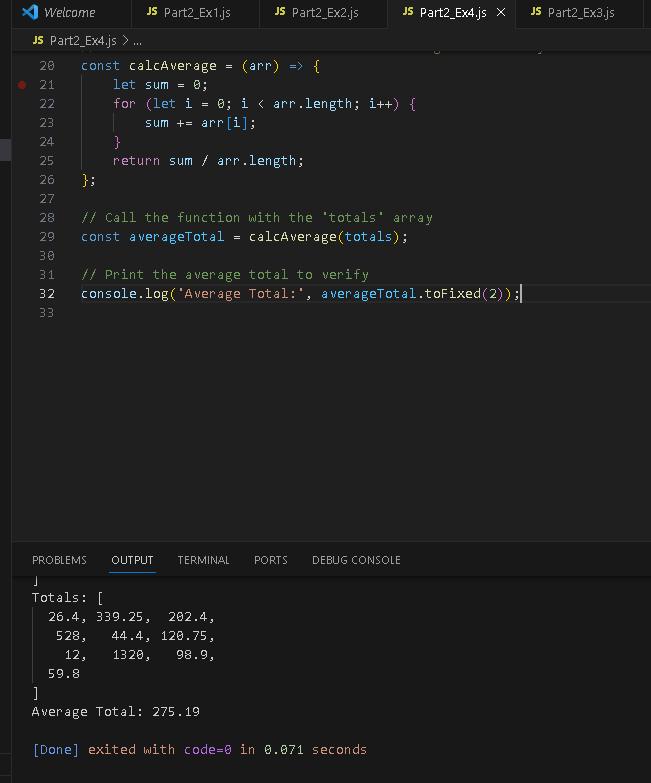 Welcome JS Part2_Ex1.js JS Part2_Ex2.js JS Part2_Ex4.js JS Part2_Ex3.js
JS Part2_Ex4.js > ...
20 const calcAverage = (arr) => {
21 let sum = 0;
22 for (let i = 0; i < arr.length; i++) {
23 sum += arr[i];
24 }
25 return sum / arr.length;
26 };
27
28 // Call the function with the 'totals' array
29 const averageTotal = calcAverage(totals);
30
31 // Print the average total to verify
32 console.log('Average Total:', averageTotal.toFixed(2));
33
PROBLEMS OUTPUT TERMINAL PORTS DEBUG CONSOLE
]
Totals: [
26.4, 339.25, 202.4,
528, 44.4, 120.75,
12, 1320, 98.9,
59.8
]
Average Total: 275.19
[Done] exited with code=0 in 0.071 seconds